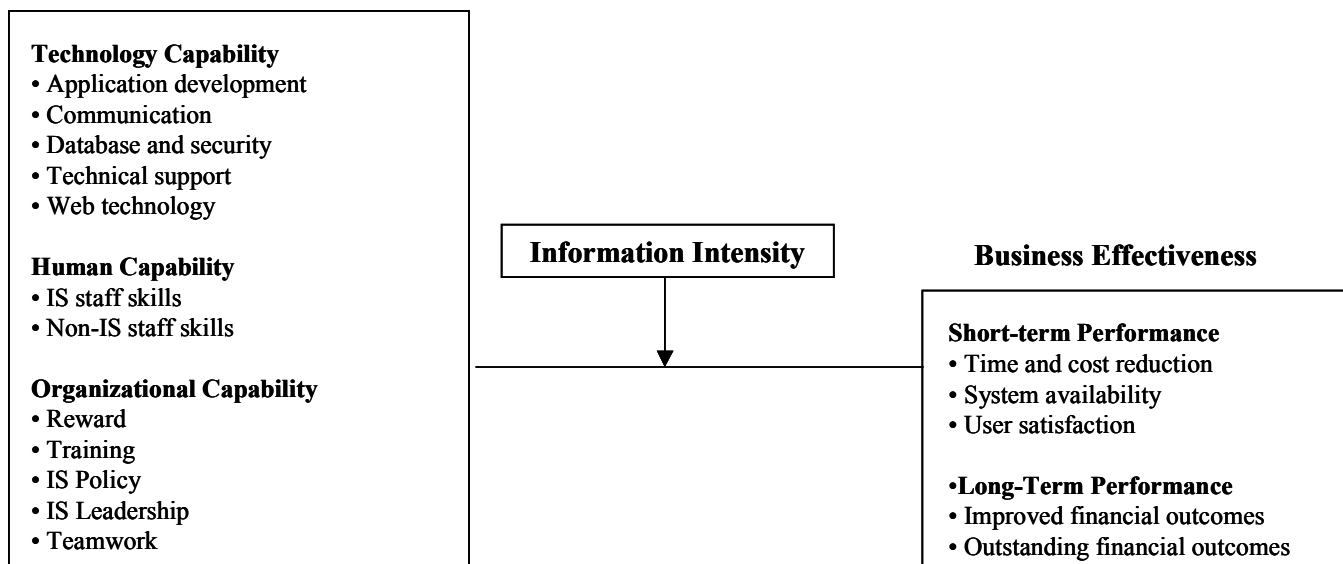 Technology Capability
• Application development
• Communication
• Database and security
• Technical support
• Web technology
Human Capability
• IS staff skills
• Non-IS staff skills
Organizational Capability
• Reward
• Training
• IS Policy
• IS Leadership
• Teamwork
Information Intensity
Business Effectiveness
Short-term Performance
• Time and cost reduction
• System availability
• User satisfaction
•Long-Term Performance
• Improved financial outcomes
• Outstanding financial outcomes